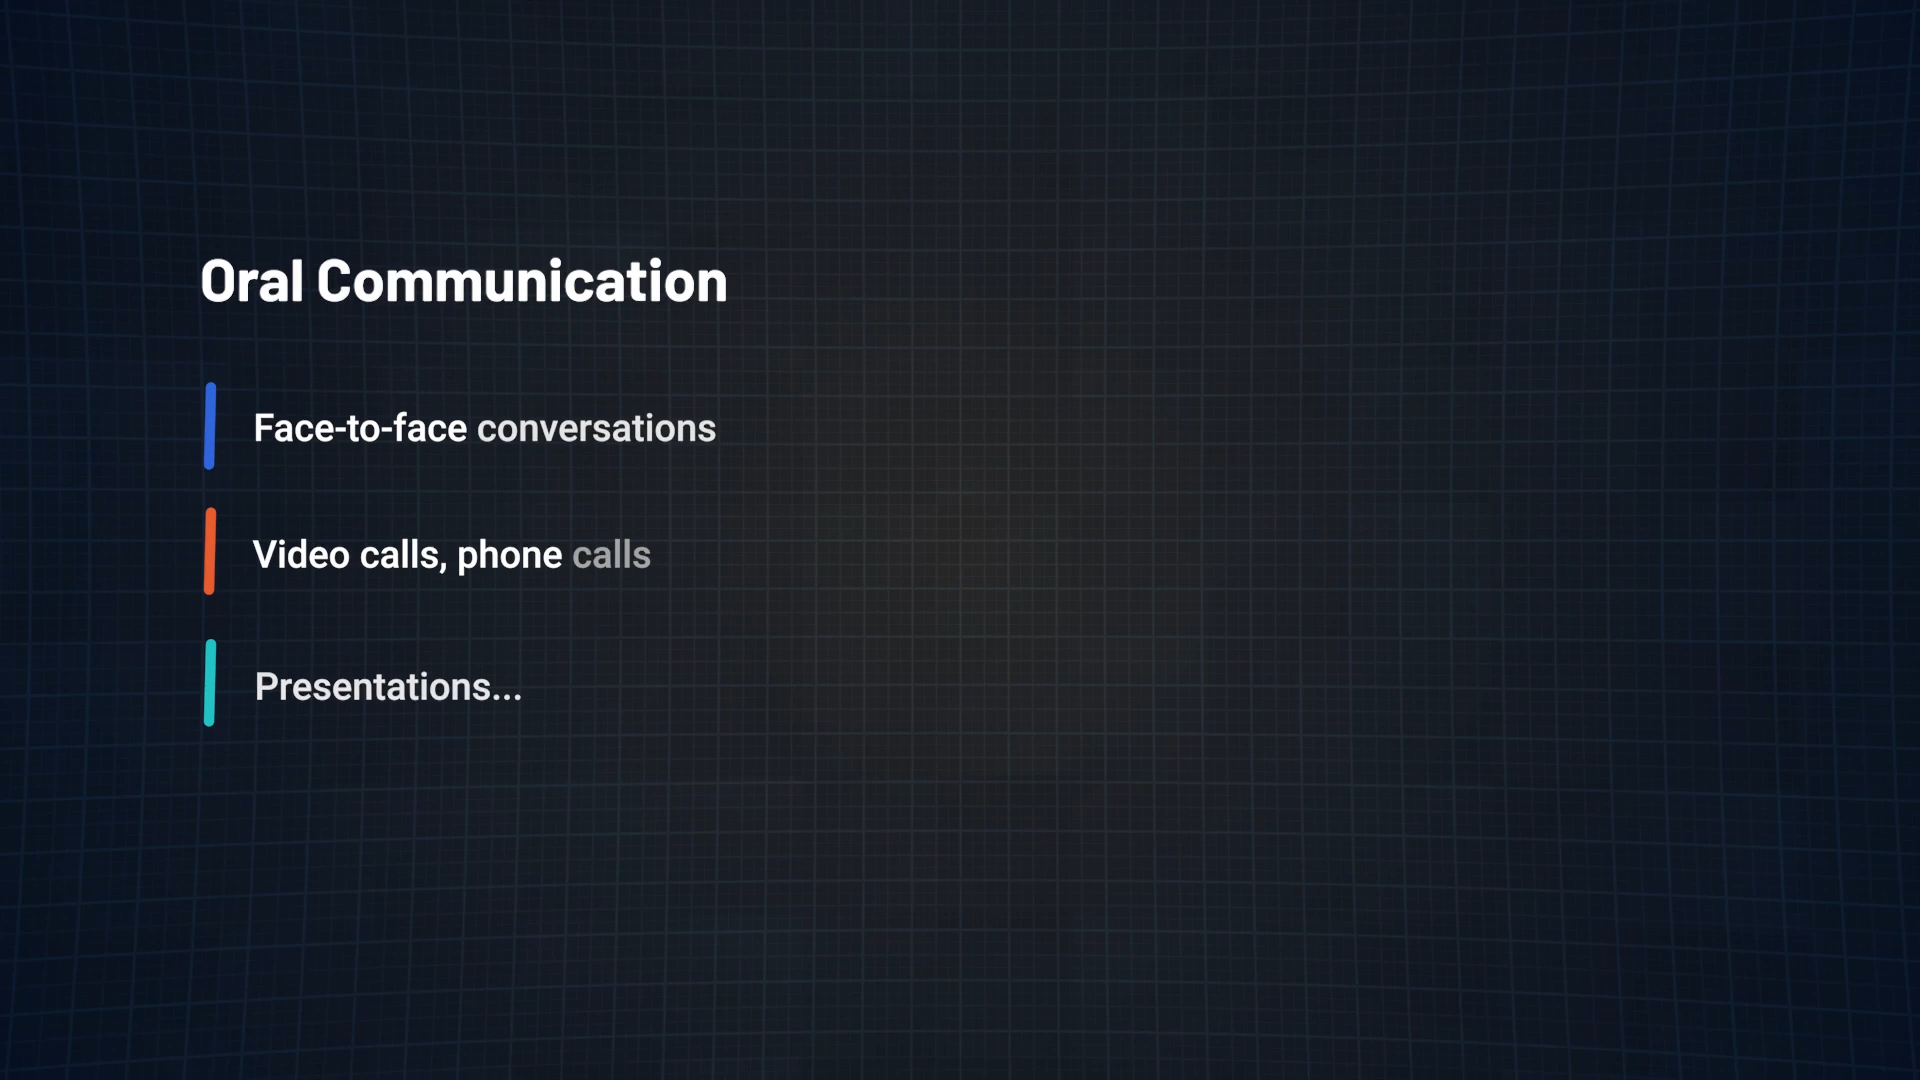 Oral Communication
Face-to-face conversations
Video calls, phone calls
Presentations...